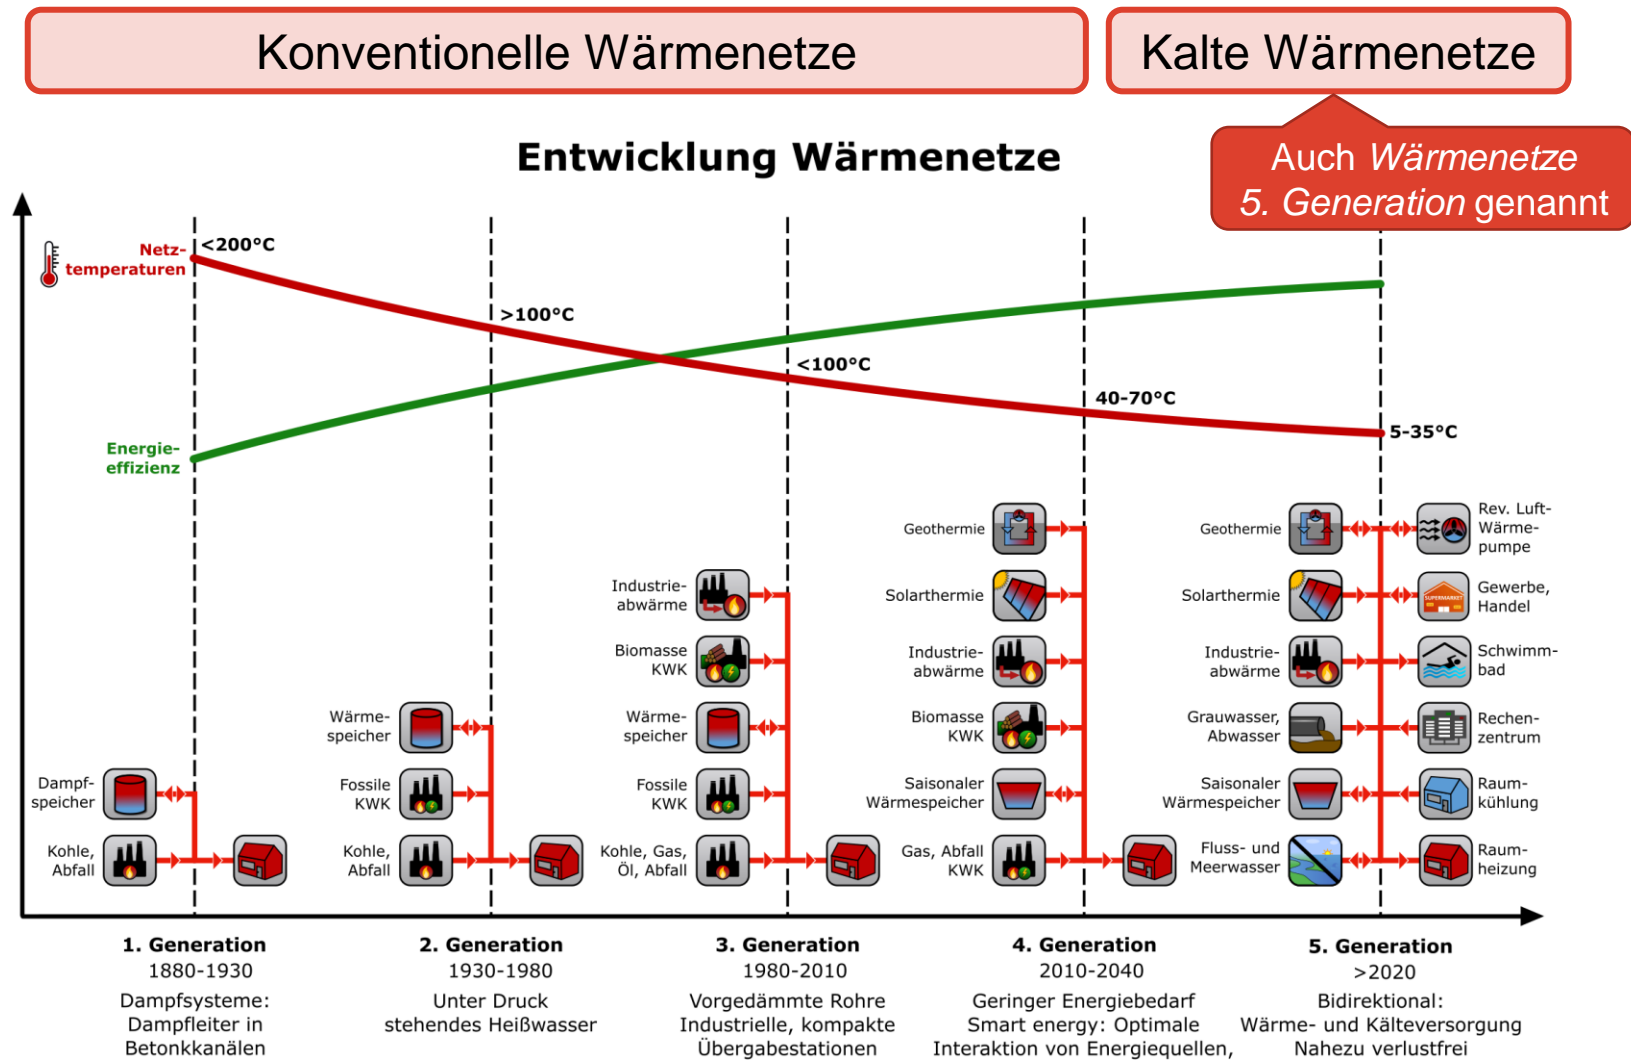 Konventionelle Wärmenetze
Kalte Wärmenetze
Auch Wärmenetze
5. Generation genannt
Entwicklung Wärmenetze
Netz-
temperaturen
<200°C
>100°C
<100°C
40-70°C
5-35°C
Energie-
effizienz
Dampf-
speicher
Kohle,
Abfall
Wärme-
speicher
Fossile
KWK
Kohle,
Abfall
Industrie-
abwärme
Biomasse
KWK
Wärme-
speicher
Fossile
KWK
Kohle, Gas,
Öl, Abfall
Geothermie
Solarthermie
Industrie-
abwärme
Biomasse
KWK
Saisonaler
Wärmespeicher
Gas, Abfall
KWK
Geothermie
Solarthermie
Industrie-
abwärme
Grauwasser,
Abwasser
Saisonaler
Wärmespeicher
Fluss- und
Meerwasser
Rev. Luft-
Wärme-
pumpe
SUPERMARKET
Gewerbe,
Handel
Schwimm-
bad
Rechen-
zentrum
Raum-
kühlung
Raum-
heizung
1. Generation
1880-1930
Dampfsysteme:
Dampfleiter in
Betonkkanälen
2. Generation
1930-1980
Unter Druck
stehendes Heißwasser
3. Generation
1980-2010
Vorgedämmte Rohre
Industrielle, kompakte
Übergabestationen
4. Generation
2010-2040
Geringer Energiebedarf
Smart energy: Optimale
Interaktion von Energiequellen,
5. Generation
>2020
Bidirektional:
Wärme- und Kälteversorgung
Nahezu verlustfrei